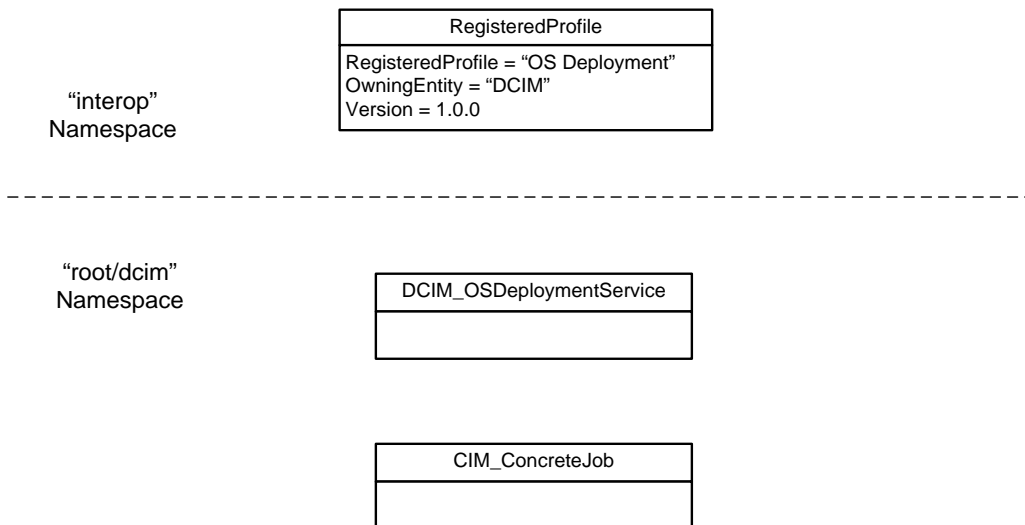 RegisteredProfile
RegisteredProfile = “OS Deployment”
OwningEntity = “DCIM”
Version = 1.0.0
“interop”
Namespace
“root/dcim”
Namespace
DCIM_OSDeploymentService
CIM_ConcreteJob